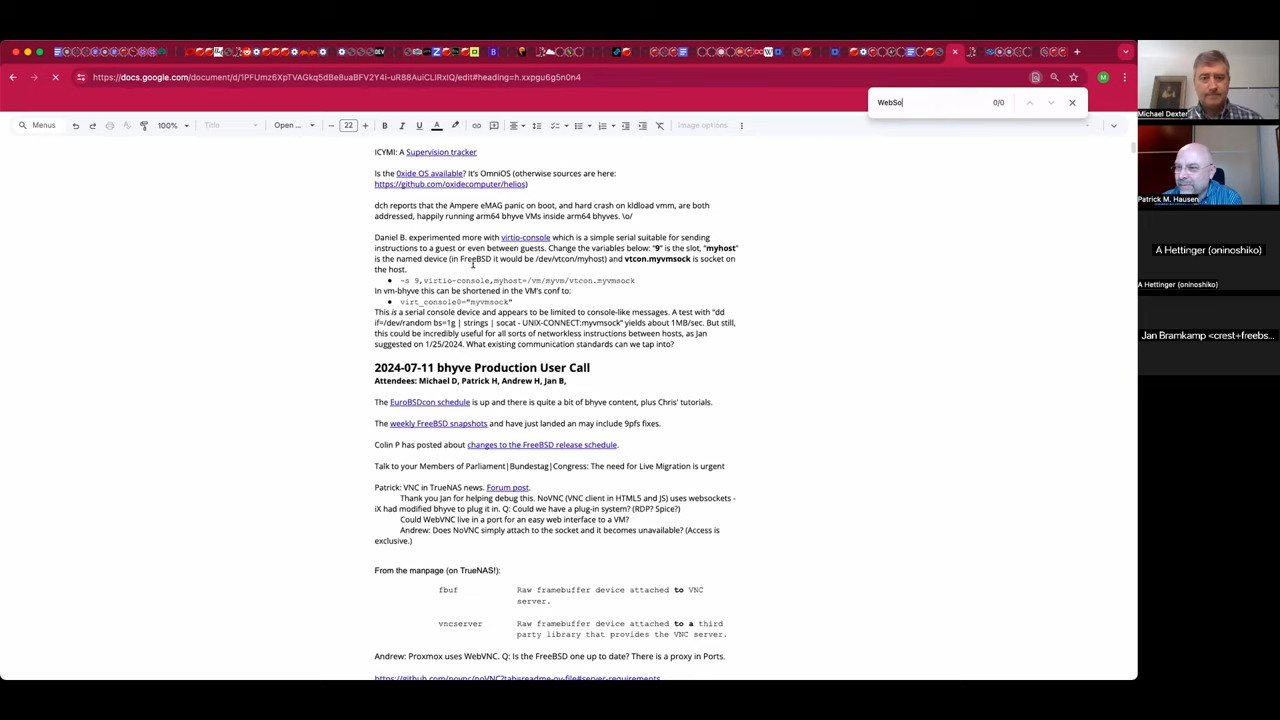 https://docs.google.com/document/d/1PFUmz6XpTVAGkq5dBe8uaBFV2Y4i-uR88AuiCLlRxIQ/edit#heading=h.xxpgu6g5n0n4
M
WebSo
0/0
Menus
100%
Title
Open ...
22
B I U A
Image options
ICYMI: A Supervision tracker
Is the 0xide OS available? It's OmniOS (otherwise sources are here:
https://github.com/oxidecomputer/helios)
dch reports that the Ampere eMAG panic on boot, and hard crash on kldload vmm, are both
addressed, happily running arm64 bhyve VMs inside arm64 bhyves. \o/
Daniel B. experimented more with virtio-console which is a simple serial suitable for sending
instructions to a guest or even between guests. Change the variables below: "9" is the slot, "myhost"
is the named device (in FreeBSD it would be /dev/vtcon/myhost) and vtcon.myvmsock is socket on
the host.
● -s 9,virtio-console,myhost=/vm/myvm/vtcon.myvmsock
In vm-bhyve this can be shortened in the VM's conf to:
● virt_console0="myvmsock"
This is a serial console device and appears to be limited to console-like messages. A test with "dd
if=/dev/random bs=1g | strings | socat - UNIX-CONNECT:myvmsock" yields about 1MB/sec. But still,
this could be incredibly useful for all sorts of networkless instructions between hosts, as Jan
suggested on 1/25/2024. What existing communication standards can we tap into?
2024-07-11 bhyve Production User Call
Attendees: Michael D, Patrick H, Andrew H, Jan B,
The EuroBSDcon schedule is up and there is quite a bit of bhyve content, plus Chris' tutorials.
The weekly FreeBSD snapshots and have just landed an may include 9pfs fixes.
Colin P has posted about changes to the FreeBSD release schedule.
Talk to your Members of Parliament|Bundestag|Congress: The need for Live Migration is urgent
Patrick: VNC in TrueNAS news. Forum post.
Thank you Jan for helping debug this. NoVNC (VNC client in HTML5 and JS) uses websockets -
iX had modified bhyve to plug it in. Q: Could we have a plug-in system? (RDP? Spice?)
Could WebVNC live in a port for an easy web interface to a VM?
Andrew: Does NoVNC simply attach to the socket and it becomes unavailable? (Access is
exclusive.)
From the manpage (on TrueNAS!):
fbuf Raw framebuffer device attached to VNC
server.
vncserver Raw framebuffer device attached to a third
party library that provides the VNC server.
Andrew: Proxmox uses WebVNC. Q: Is the FreeBSD one up to date? There is a proxy in Ports.
https://github.com/novnc/noVNC?tab=readme-ov-file#server-requirements
Michael Dexter
Patrick M. Hausen
A Hettinger (oninoshiko)
A Hettinger (oninoshiko)
Jan Bramkamp <crest+freebs...